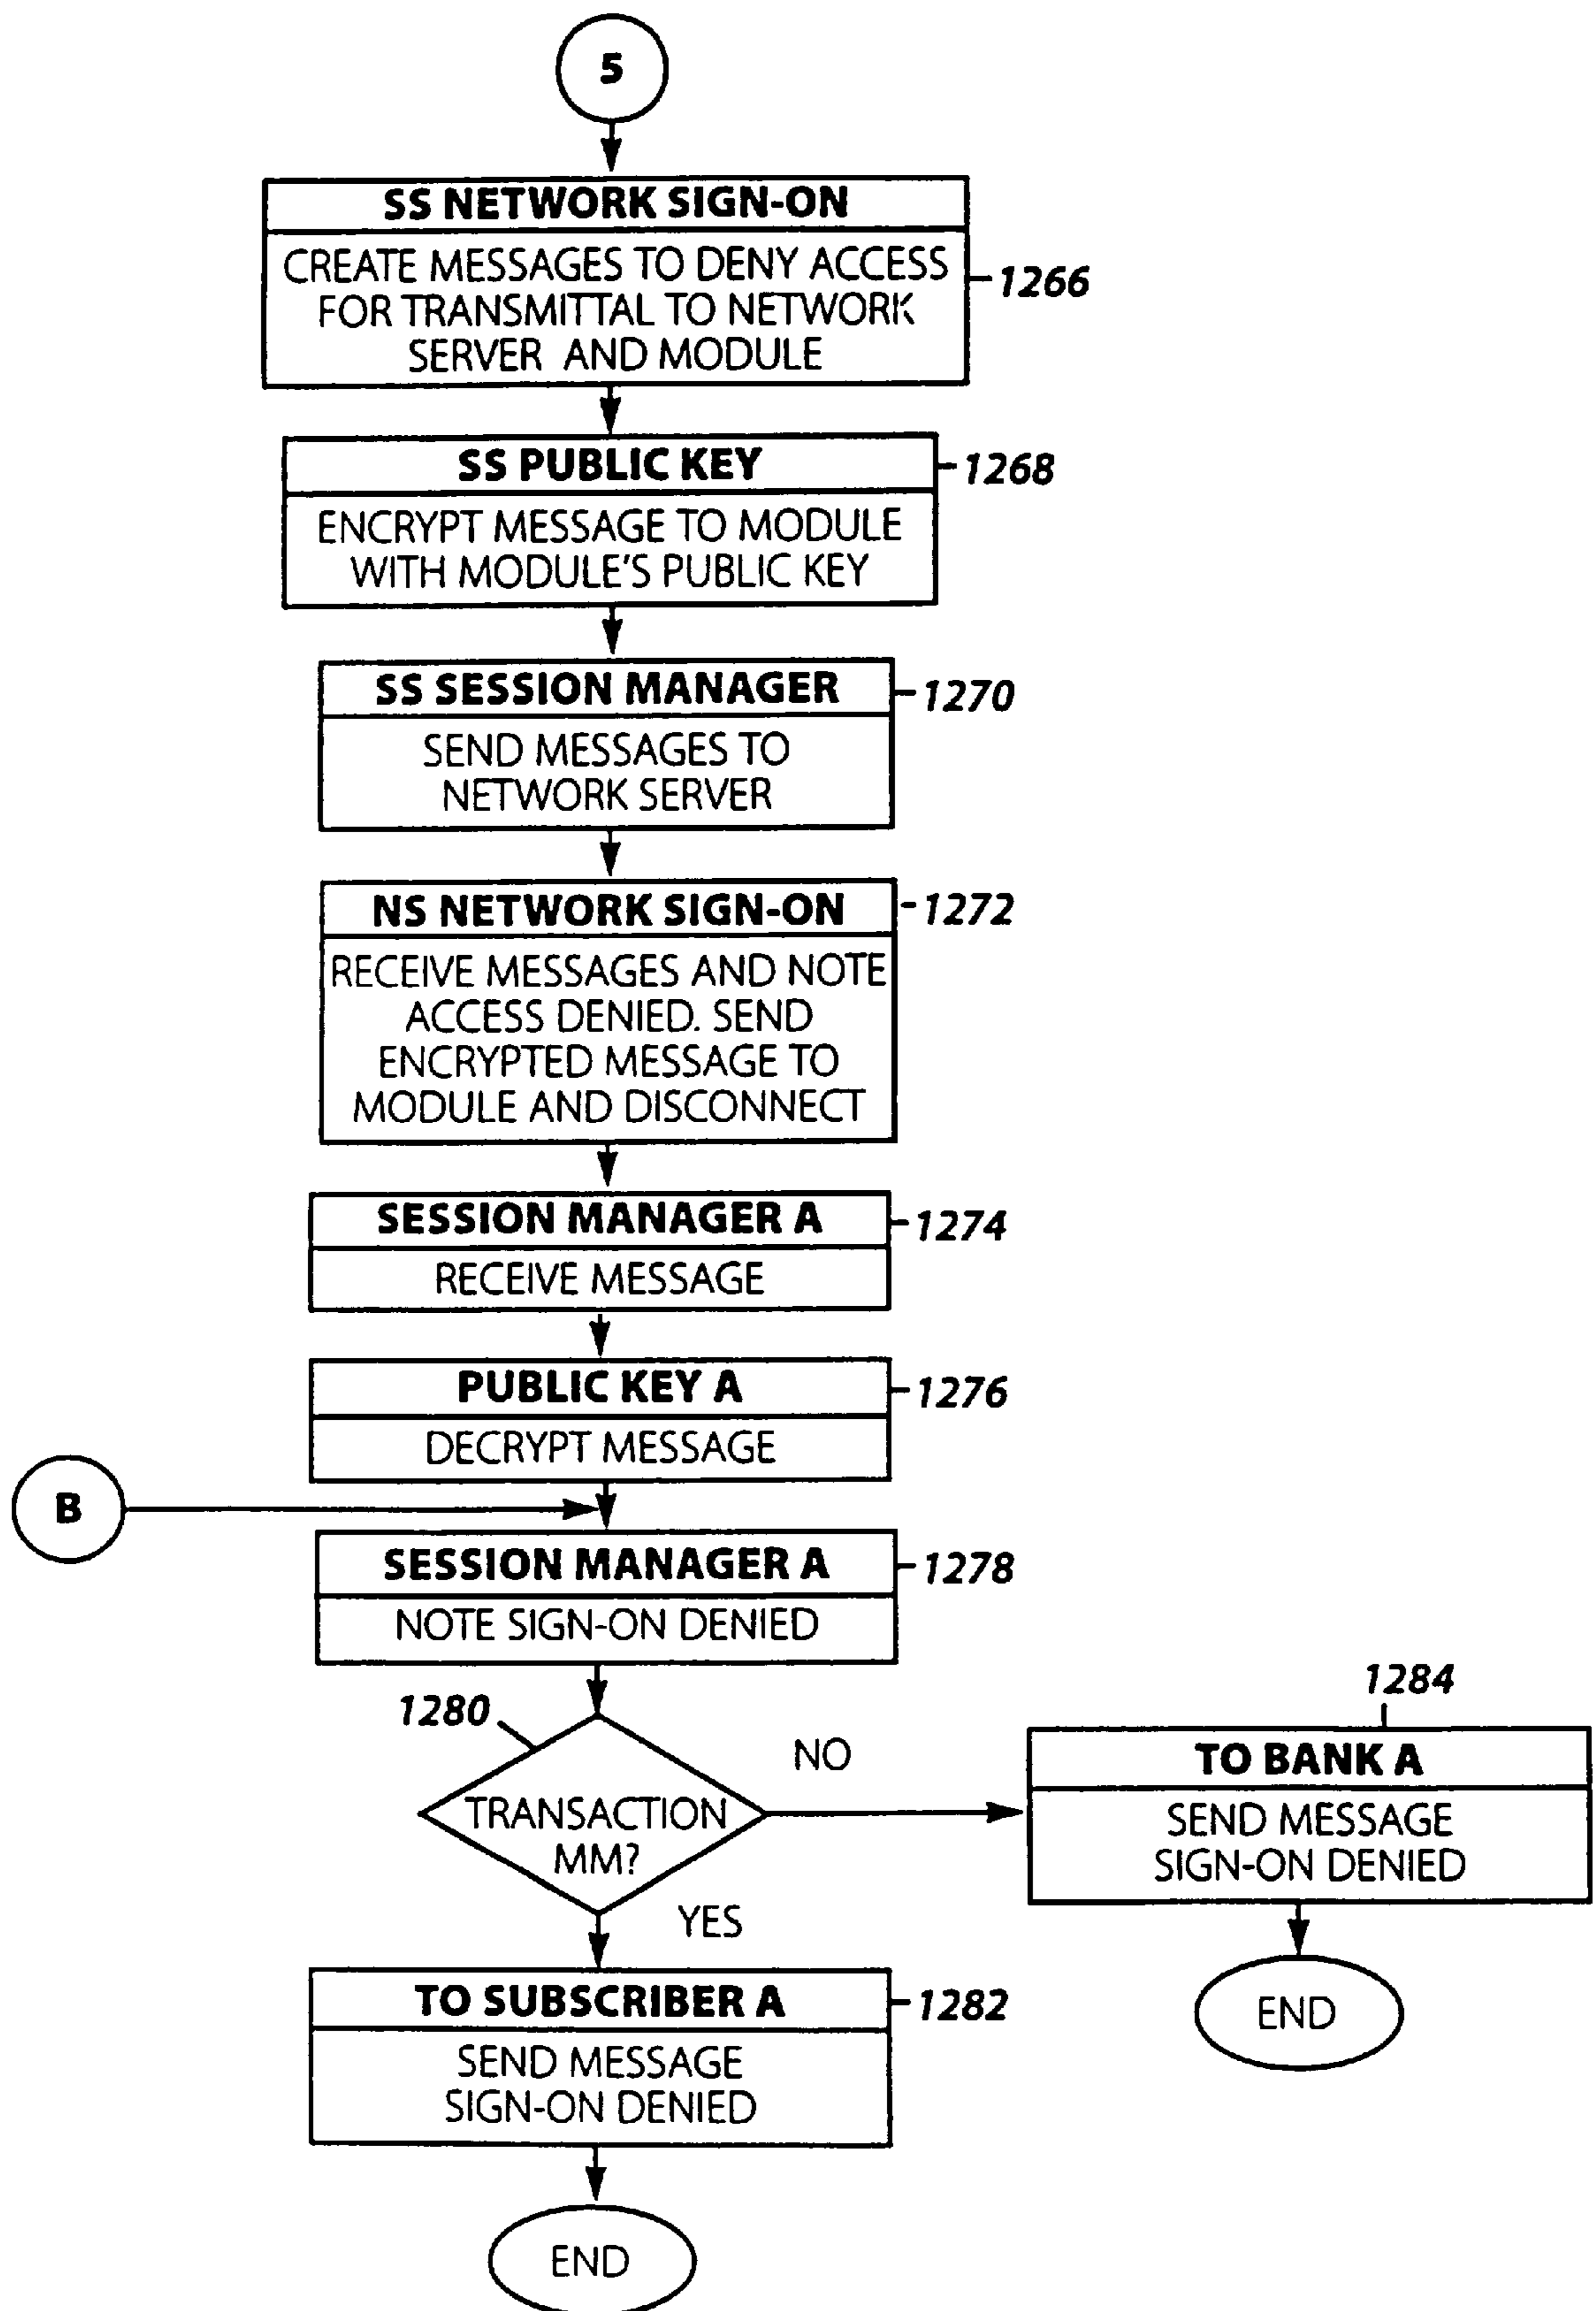 5
SS NETWORK SIGN-ON
CREATE MESSAGES TO DENY ACCESS
FOR TRANSMITTAL TO NETWORK
SERVER AND MODULE
1266
SS PUBLIC KEY
1268
ENCRYPT MESSAGE TO MODULE
WITH MODULE'S PUBLIC KEY
SS SESSION MANAGER
1270
SEND MESSAGES TO
NETWORK SERVER
NS NETWORK SIGN-ON
1272
RECEIVE MESSAGES AND NOTE
ACCESS DENIED. SEND
ENCRYPTED MESSAGE TO
MODULE AND DISCONNECT
SESSION MANAGER A
1274
RECEIVE MESSAGE
PUBLIC KEY A
1276
DECRYPT MESSAGE
B
SESSION MANAGER A
1278
NOTE SIGN-ON DENIED
1280
TRANSACTION
MM?
NO
1284
TO BANK A
SEND MESSAGE
SIGN-ON DENIED
END
YES
TO SUBSCRIBER A
1282
SEND MESSAGE
SIGN-ON DENIED
END